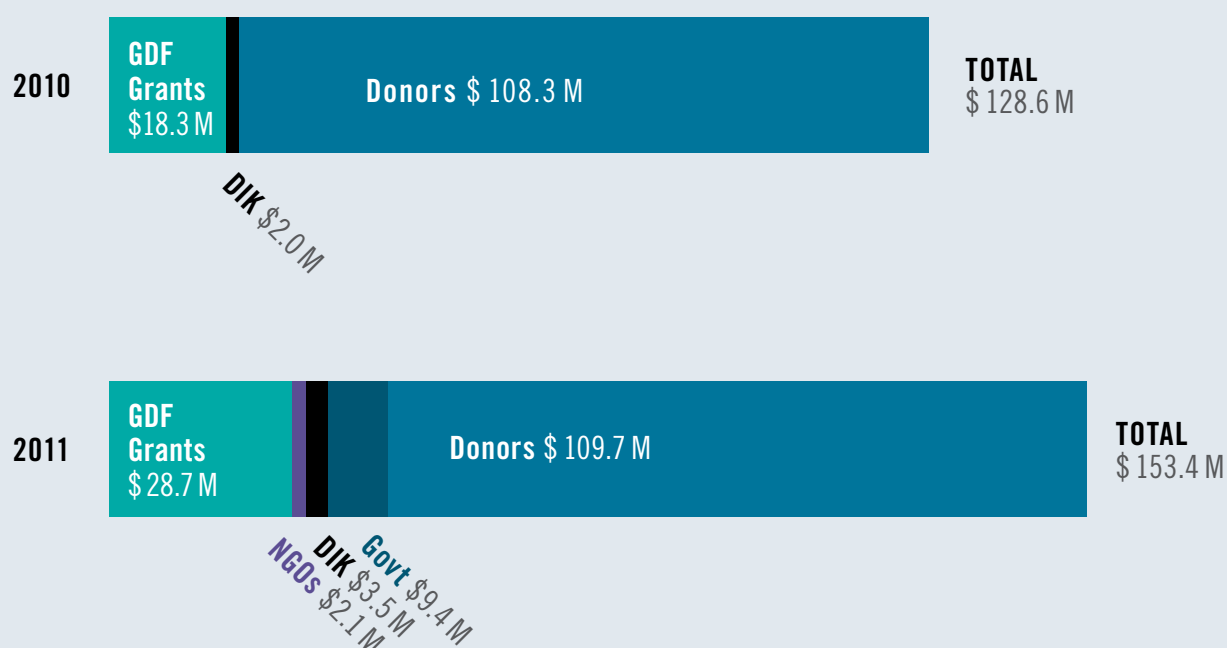 2010
GDF
Grants
$18.3 M
Donors $ 108.3 M
TOTAL
$ 128.6 M
DIK $2.0 M
2011
GDF
Grants
$ 28.7 M
Donors $ 109.7 M
TOTAL
$ 153.4 M
NGOs $2.1 M
DIK $3.5 M
Govt $9.4 M